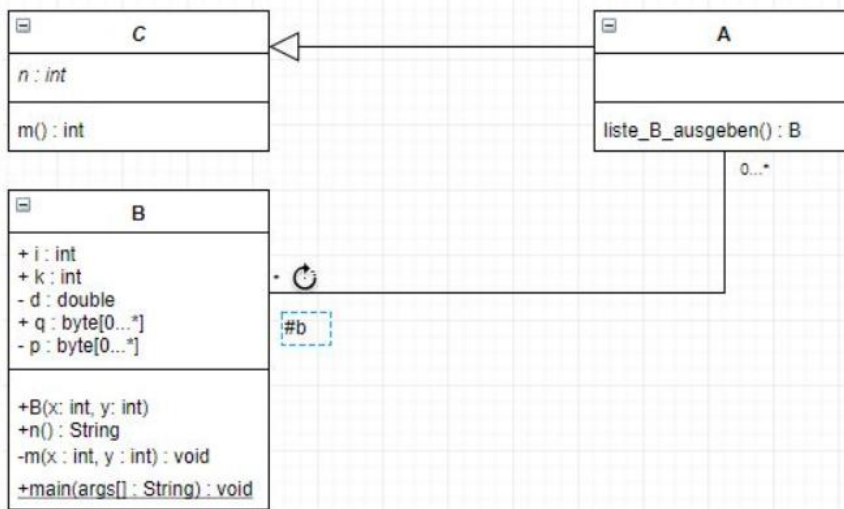 C
n : int
m() : int
A
liste_B_ausgeben() : B
0...*
B
+ i : int
+ k : int
- d : double
+ q : byte[0...*]
- p : byte[0...*]
#b
+B(x: int, y: int)
+n() : String
-m(x : int, y : int) : void
+main(args[] : String) : void